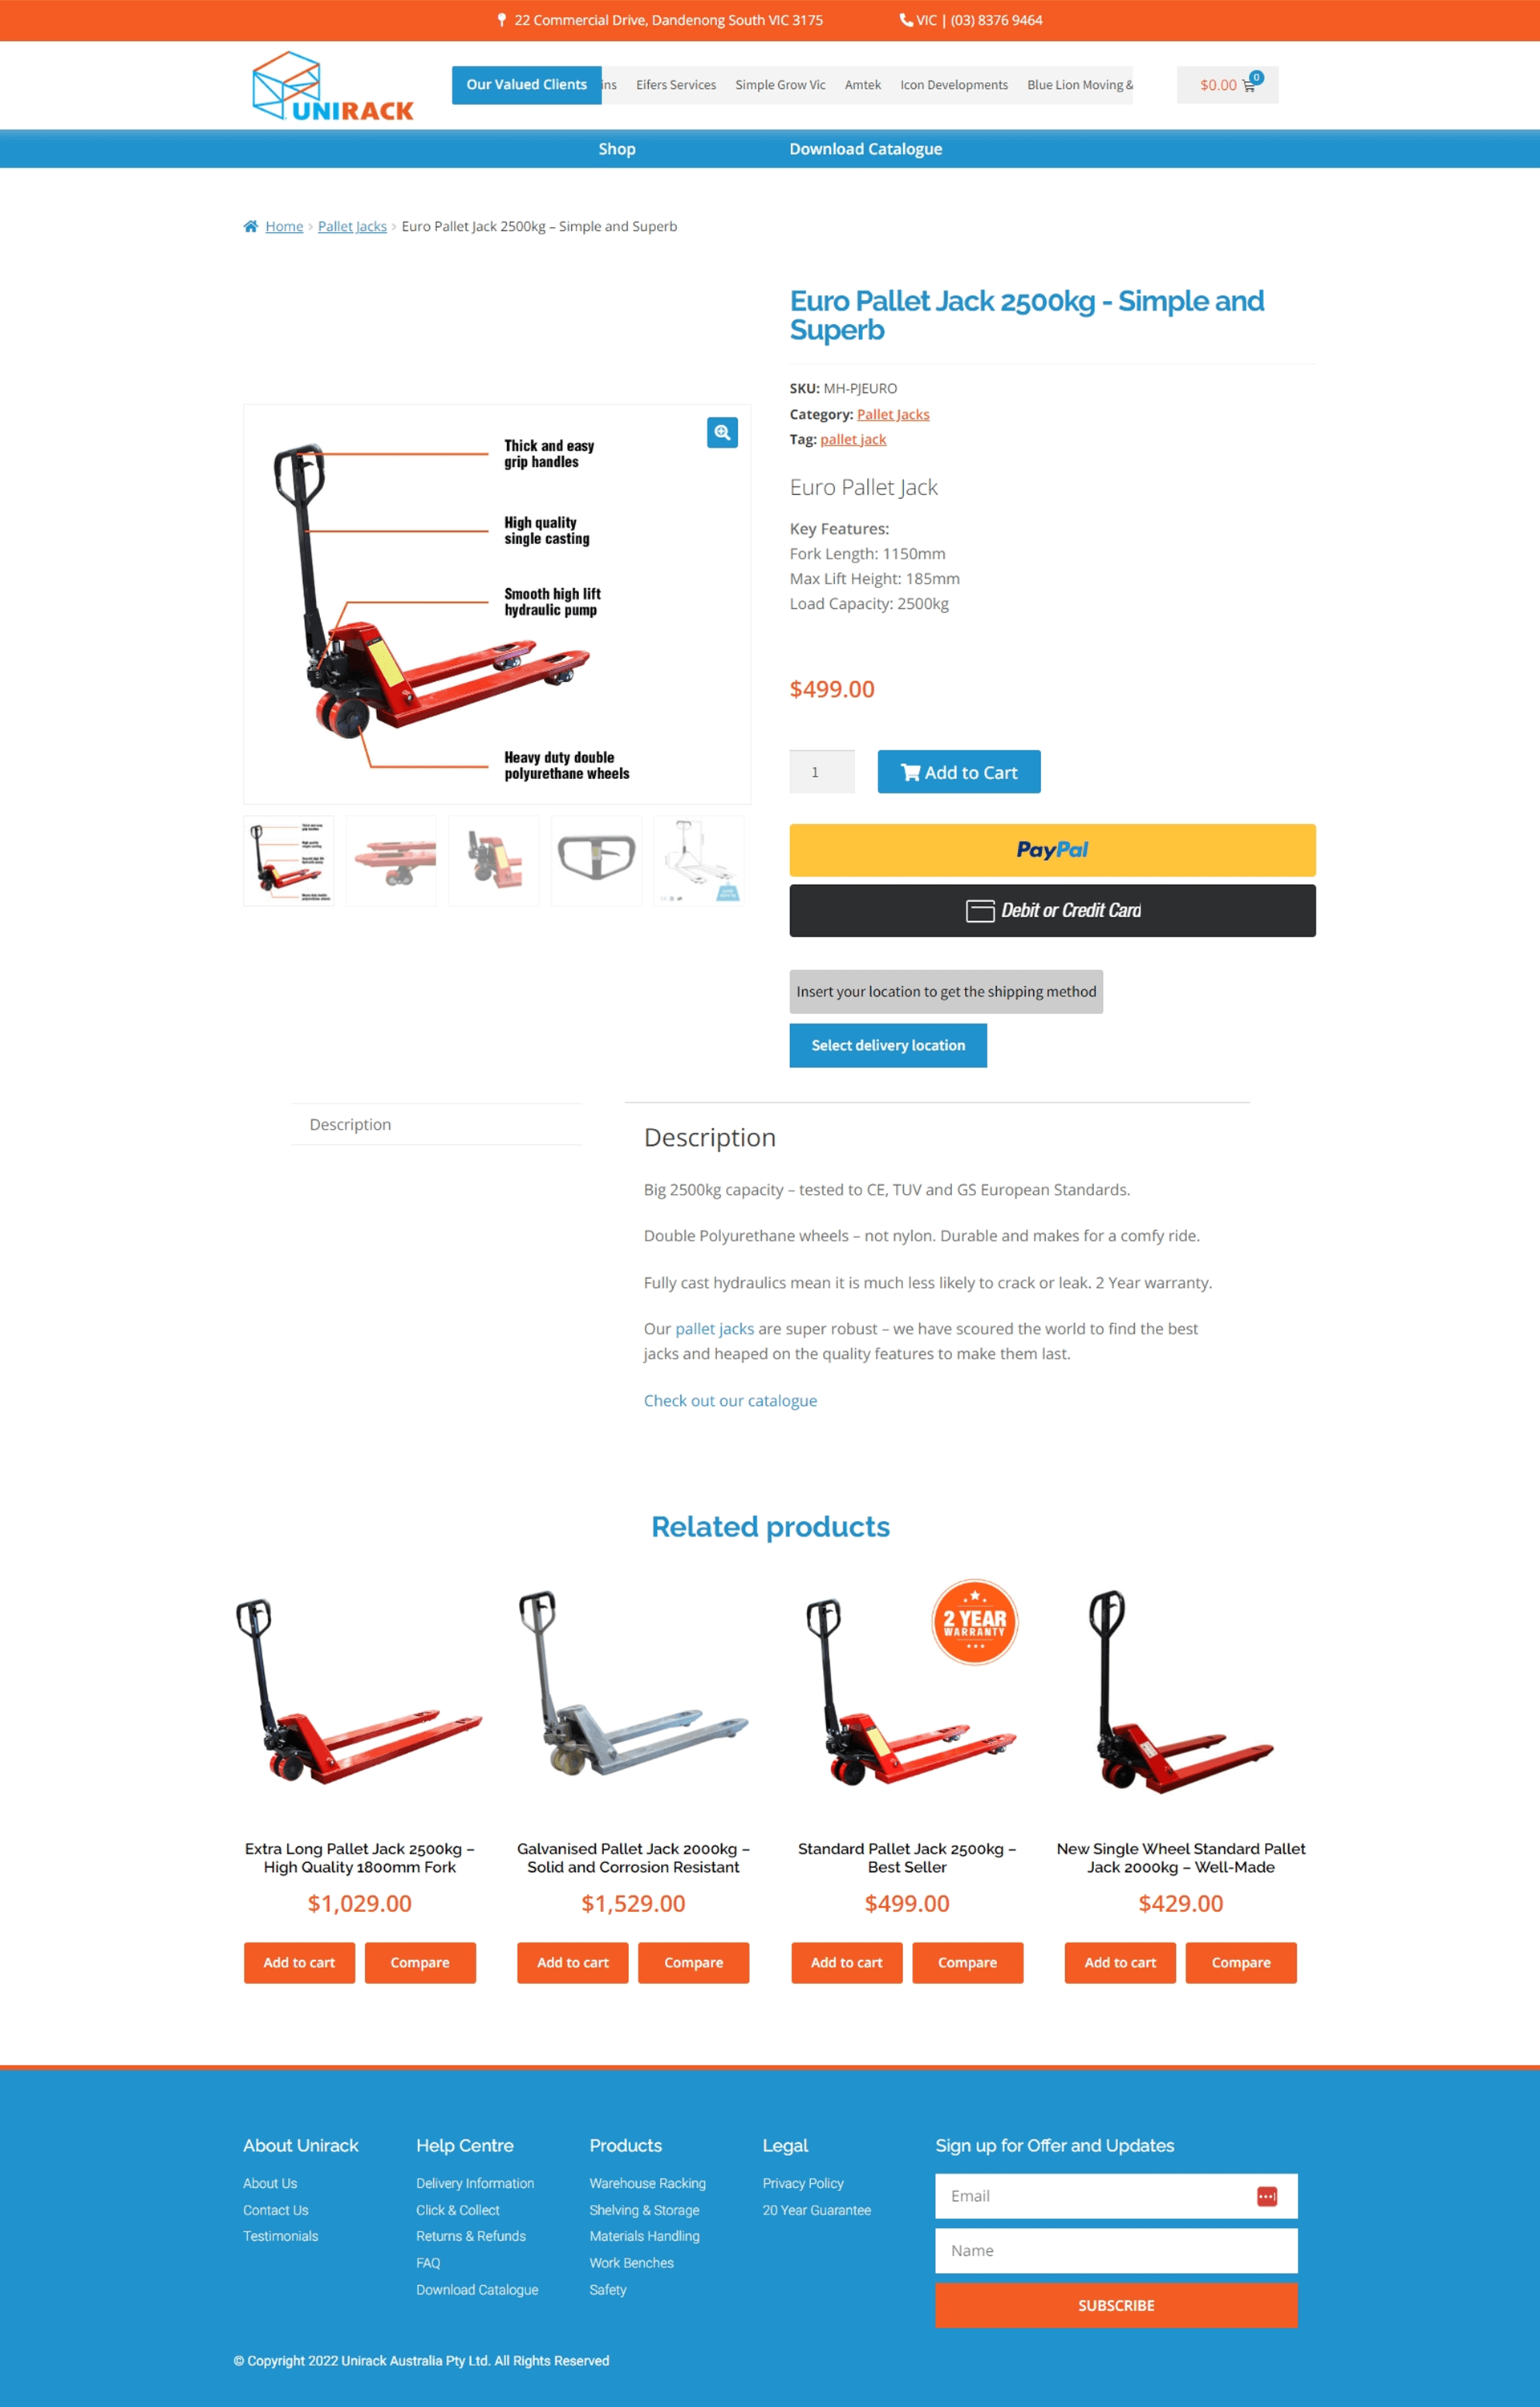 22 Commercial Drive, Dandenong South VIC 3175
VIC | (03) 8376 9464
UNIRACK
Our Valued Clients
ins Eifers Services Simple Grow Vic Amtek Icon Developments Blue Lion Moving &
$0.00 0
Shop
Download Catalogue
Home › Pallet Jacks › Euro Pallet Jack 2500kg – Simple and Superb
Euro Pallet Jack 2500kg - Simple and
Superb
SKU: MH-PJEURO
Category: Pallet Jacks
Tag: pallet jack
Thick and easy
grip handles
High quality
single casting
Smooth high lift
hydraulic pump
Heavy duty double
polyurethane wheels
Euro Pallet Jack
Key Features:
Fork Length: 1150mm
Max Lift Height: 185mm
Load Capacity: 2500kg
$499.00
1
Add to Cart
PayPal
Debit or Credit Card
Insert your location to get the shipping method
Select delivery location
Description
Description
Big 2500kg capacity – tested to CE, TUV and GS European Standards.
Double Polyurethane wheels – not nylon. Durable and makes for a comfy ride.
Fully cast hydraulics mean it is much less likely to crack or leak. 2 Year warranty.
Our pallet jacks are super robust – we have scoured the world to find the best
jacks and heaped on the quality features to make them last.
Check out our catalogue
Related products
2 YEAR
WARRANTY
Extra Long Pallet Jack 2500kg –
High Quality 1800mm Fork
$1,029.00
Add to cart
Compare
Galvanised Pallet Jack 2000kg –
Solid and Corrosion Resistant
$1,529.00
Add to cart
Compare
Standard Pallet Jack 2500kg –
Best Seller
$499.00
Add to cart
Compare
New Single Wheel Standard Pallet
Jack 2000kg – Well-Made
$429.00
Add to cart
Compare
About Unirack
About Us
Contact Us
Testimonials
Help Centre
Delivery Information
Click & Collect
Returns & Refunds
FAQ
Download Catalogue
Products
Warehouse Racking
Shelving & Storage
Materials Handling
Work Benches
Safety
Legal
Privacy Policy
20 Year Guarantee
Sign up for Offer and Updates
Email
Name
SUBSCRIBE
© Copyright 2022 Unirack Australia Pty Ltd. All Rights Reserved